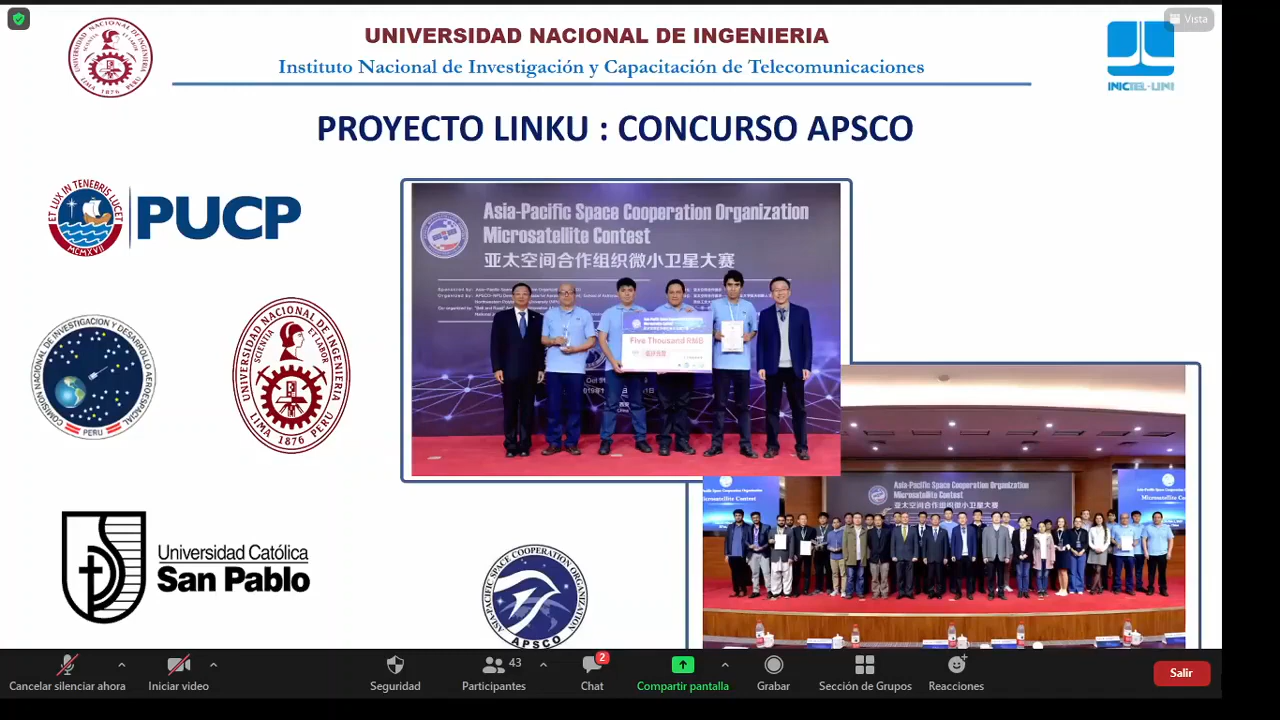 Vista
UNIVERSIDAD NACIONAL DE INGENIERIA
Instituto Nacional de Investigación y Capacitación de Telecomunicaciones
INICTEL-UNI
PROYECTO LINKU : CONCURSO APSCO
ET LUX IN TENEBRIS LUCET
MCMXVII
PUCP
Asia-Pacific Space Cooperation Organization
Microsatellite Contest
亚太空间合作组织微小卫星大赛
Five Thousand RMB
COMISION NACIONAL DE INVESTIGACION Y DESARROLLO AEROESPACIAL
PERU
UNIVERSIDAD NACIONAL DE INGENIERIA
SCIENTIA ET LABOR
LIMA 1876 PERU
Asia-Pacific Space Cooperation Organization
Microsatellite Contest
亚太空间合作组织微小卫星大赛
Universidad Católica
San Pablo
ASIA-PACIFIC SPACE COOPERATION ORGANIZATION
APSCO
Cancelar silenciar ahora
Iniciar video
Seguridad
43
Participantes
2
Chat
Compartir pantalla
Grabar
Sección de Grupos
Reacciones
Salir